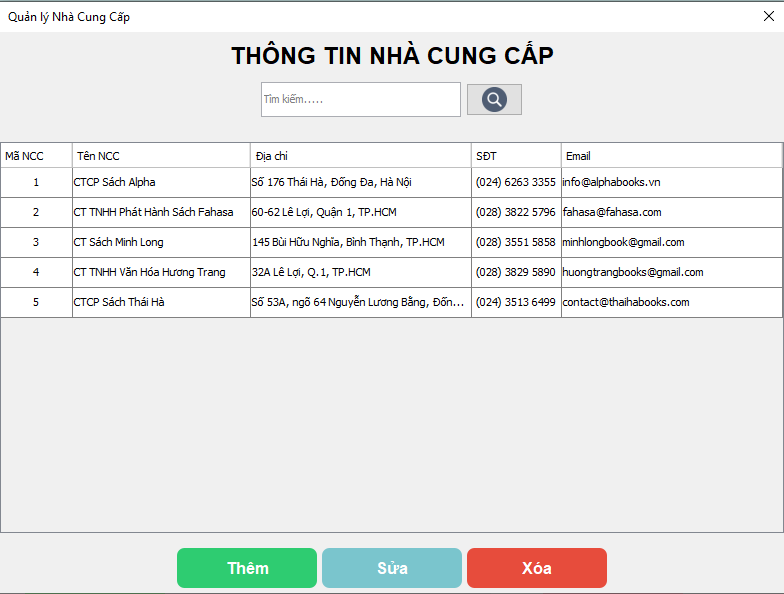 Quản lý Nhà Cung Cấp
THÔNG TIN NHÀ CUNG CẤP
Tìm kiếm.....
Mã NCC Tên NCC Địa chỉ SĐT Email
1 CTCP Sách Alpha Số 176 Thái Hà, Đống Đa, Hà Nội (024) 6263 3355 info@alphabooks.vn
2 CT TNHH Phát Hành Sách Fahasa 60-62 Lê Lợi, Quận 1, TP.HCM (028) 3822 5796 fahasa@fahasa.com
3 CT Sách Minh Long 145 Bùi Hữu Nghĩa, Bình Thạnh, TP.HCM (028) 3551 5858 minhlongbook@gmail.com
4 CT TNHH Văn Hóa Hương Trang 32A Lê Lợi, Q.1, TP.HCM (028) 3829 5890 huongtrangbooks@gmail.com
5 CTCP Sách Thái Hà Số 53A, ngõ 64 Nguyễn Lương Bằng, Đốn... (024) 3513 6499 contact@thaihabooks.com
Thêm Sửa Xóa